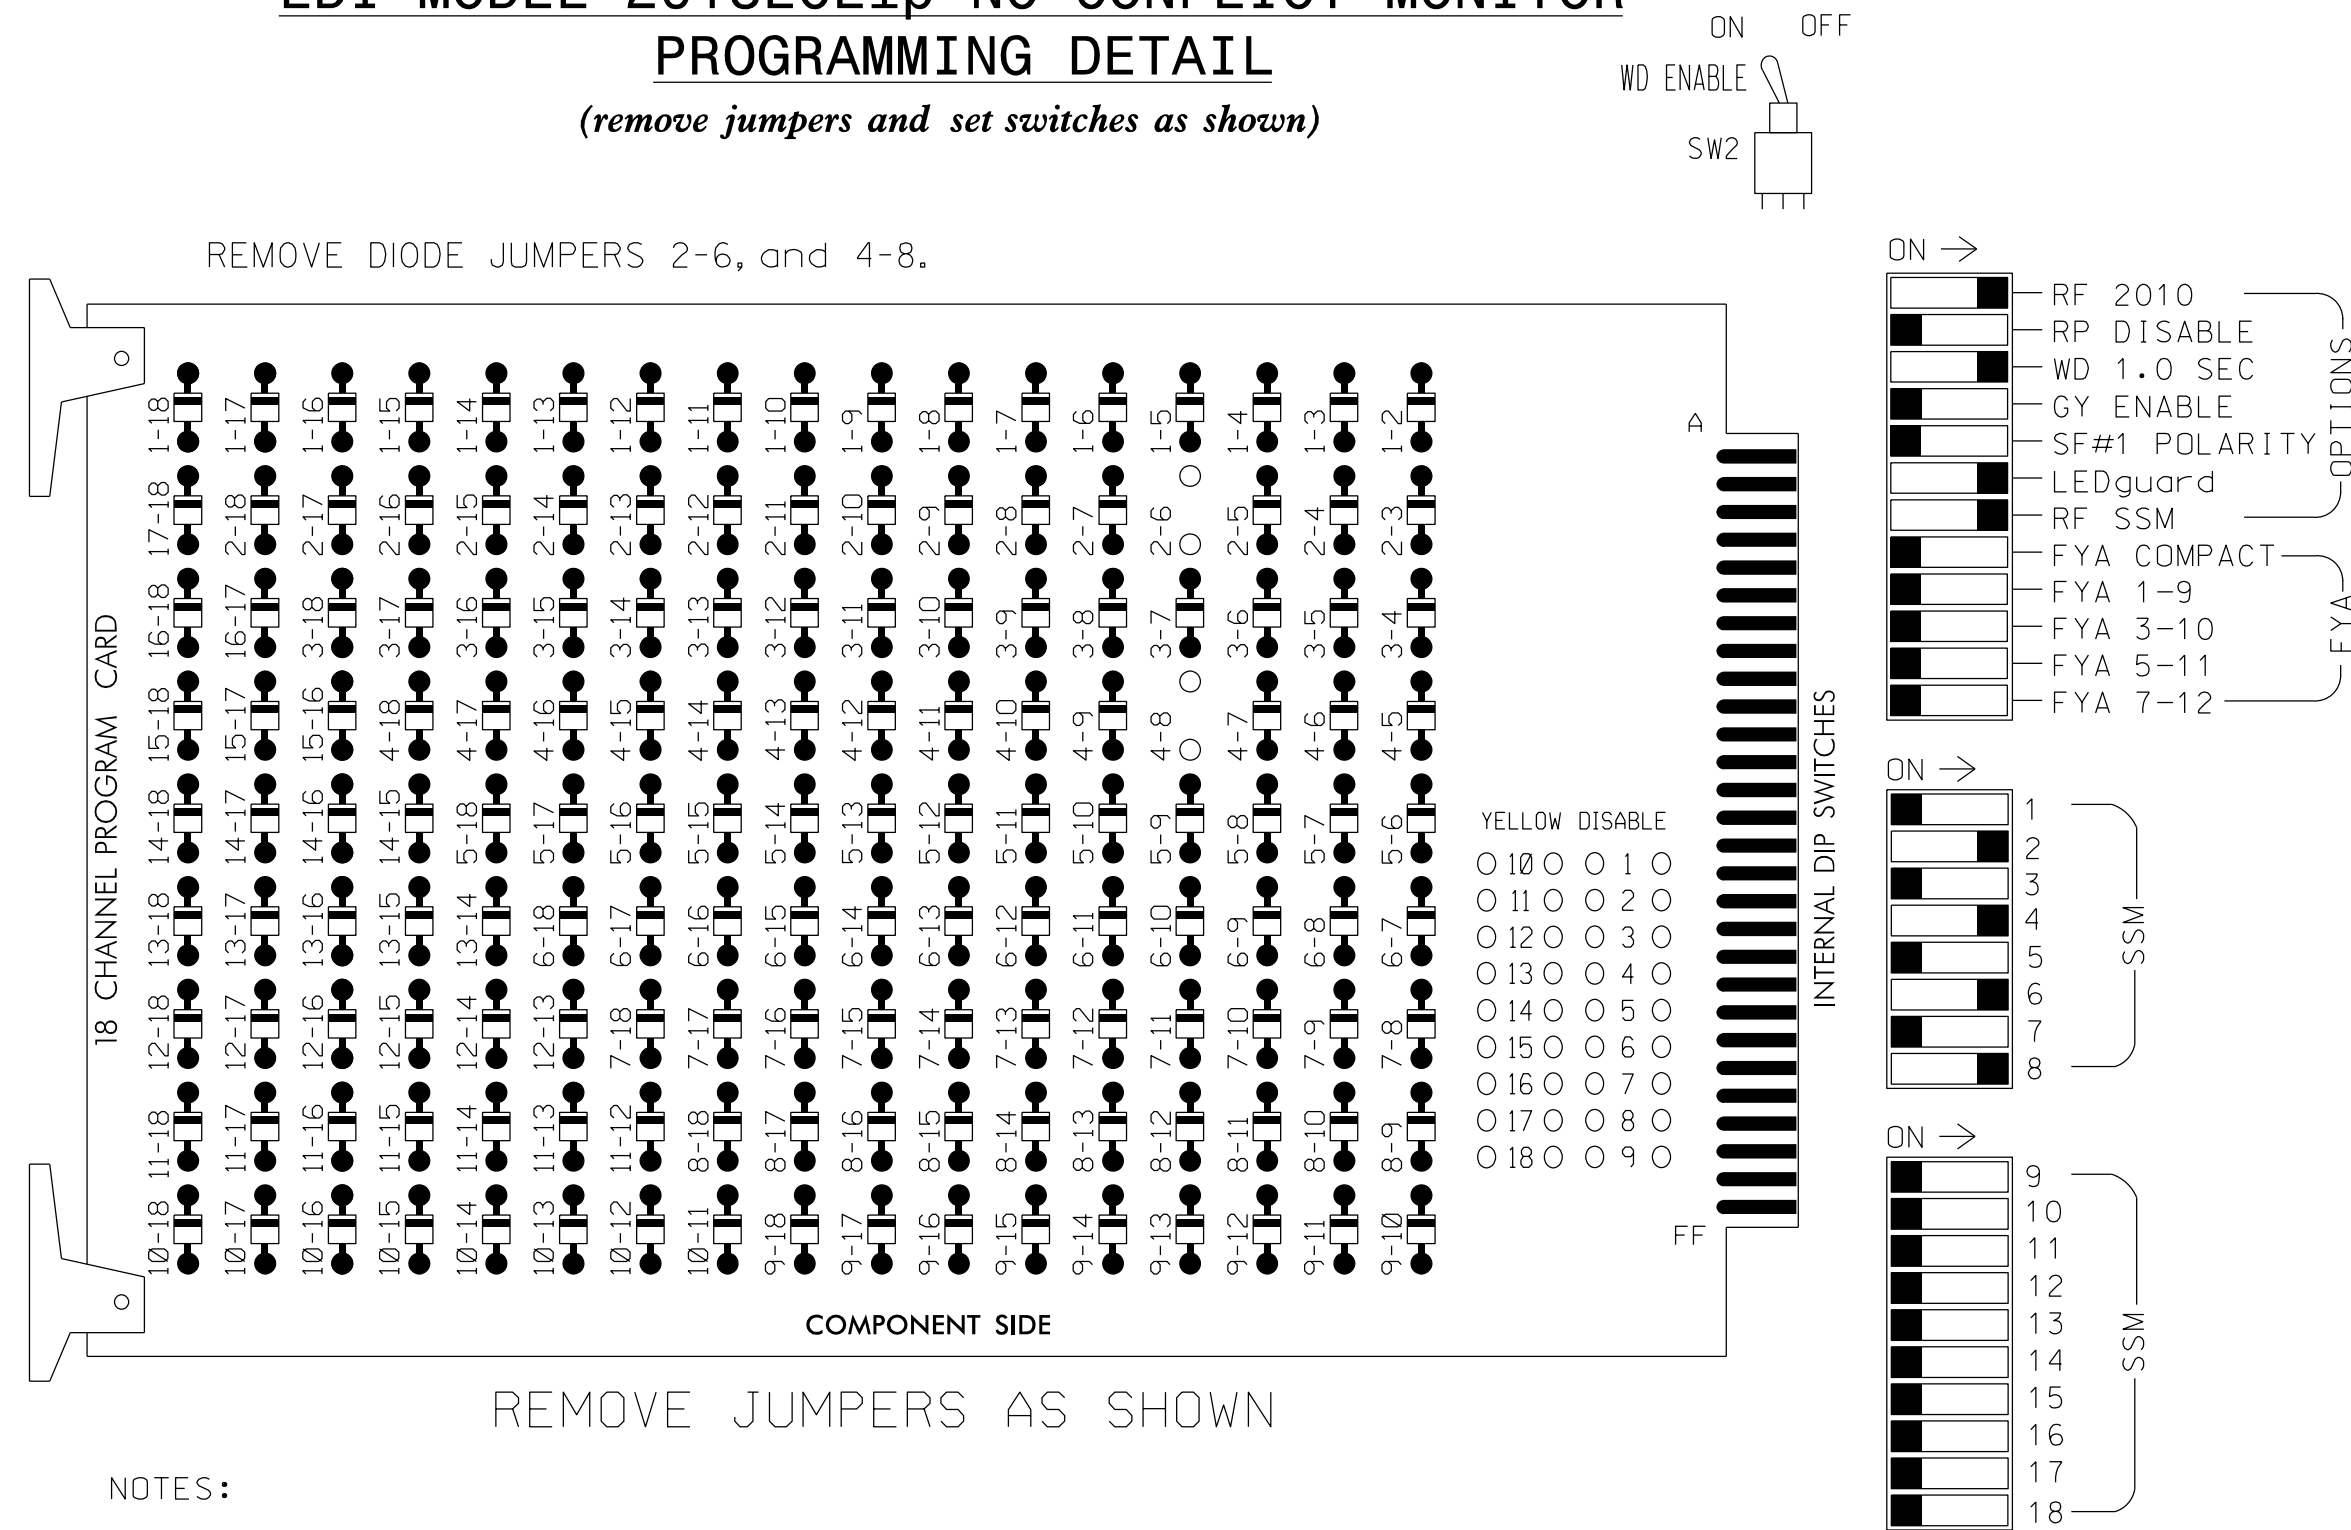 PROGRAMMING DETAIL
(remove jumpers and set switches as shown)
ON OFF
WD ENABLE
SW2
REMOVE DIODE JUMPERS 2-6, and 4-8.
18 CHANNEL PROGRAM CARD
1-18 1-17 1-16 1-15 1-14 1-13 1-12 1-11 1-10 1-9 1-8 1-7 1-6 1-5 1-4 1-3 1-2
17-18 2-18 2-17 2-16 2-15 2-14 2-13 2-12 2-11 2-10 2-9 2-8 2-7 2-6 2-5 2-4 2-3
16-18 16-17 3-18 3-17 3-16 3-15 3-14 3-13 3-12 3-11 3-10 3-9 3-8 3-7 3-6 3-5 3-4
15-18 15-17 15-16 4-18 4-17 4-16 4-15 4-14 4-13 4-12 4-11 4-10 4-9 4-8 4-7 4-6 4-5
14-18 14-17 14-16 14-15 5-18 5-17 5-16 5-15 5-14 5-13 5-12 5-11 5-10 5-9 5-8 5-7 5-6
13-18 13-17 13-16 13-15 13-14 6-18 6-17 6-16 6-15 6-14 6-13 6-12 6-11 6-10 6-9 6-8 6-7
12-18 12-17 12-16 12-15 12-14 12-13 7-18 7-17 7-16 7-15 7-14 7-13 7-12 7-11 7-10 7-9 7-8
11-18 11-17 11-16 11-15 11-14 11-13 11-12 8-18 8-17 8-16 8-15 8-14 8-13 8-12 8-11 8-10 8-9
10-18 10-17 10-16 10-15 10-14 10-13 10-12 10-11 9-18 9-17 9-16 9-15 9-14 9-13 9-12 9-11 9-10
YELLOW DISABLE
10 1
11 2
12 3
13 4
14 5
15 6
16 7
17 8
18 9
A
FF
COMPONENT SIDE
INTERNAL DIP SWITCHES
ON →
RF 2010
RP DISABLE
WD 1.0 SEC
GY ENABLE
SF#1 POLARITY
LEDguard
RF SSM
OPTIONS
FYA COMPACT
FYA 1-9
FYA 3-10
FYA 5-11
FYA 7-12
FYA
ON →
1
2
3
4
5
6
7
8
SSM
ON →
9
10
11
12
13
14
15
16
17
18
SSM
REMOVE JUMPERS AS SHOWN
NOTES: